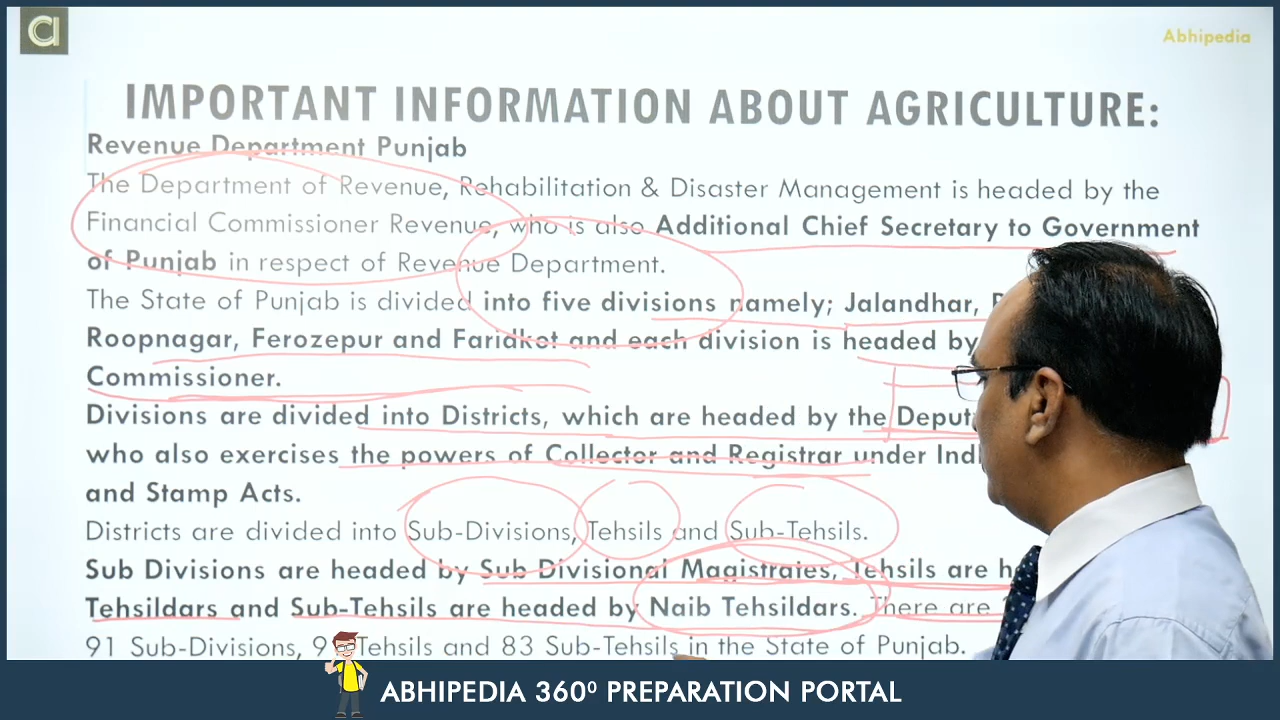 Abhipedia
IMPORTANT INFORMATION ABOUT AGRICULTURE:
Revenue Department Punjab
The Department of Revenue, Rehabilitation & Disaster Management is headed by the
Financial Commissioner Revenue, who is also Additional Chief Secretary to Government
of Punjab in respect of Revenue Department.
The State of Punjab is divided into five divisions namely; Jalandhar,
Roopnagar, Ferozepur and Faridkot and each division is headed by
Commissioner.
Divisions are divided into Districts, which are headed by the
who also exercises the powers of Collector and Registrar under
and Stamp Acts.
Districts are divided into Sub-Divisions, Tehsils and Sub-Tehsils.
Sub Divisions are headed by Sub Divisional Magistrates, Tehsils are
Tehsildars and Sub-Tehsils are headed by Naib Tehsildars. There are
91 Sub-Divisions, Tehsils and 83 Sub-Tehsils in the State of Punjab.
ABHIPEDIA 360⁰ PREPARATION PORTAL